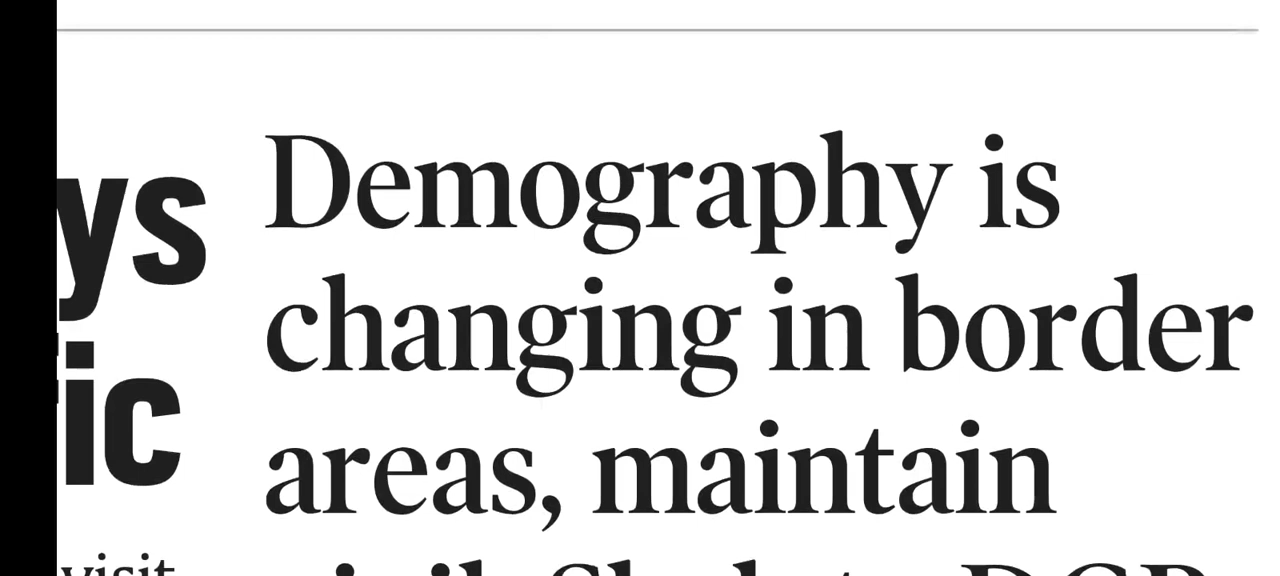 ys
ic
visit
Demography is
changing in border
areas, maintain